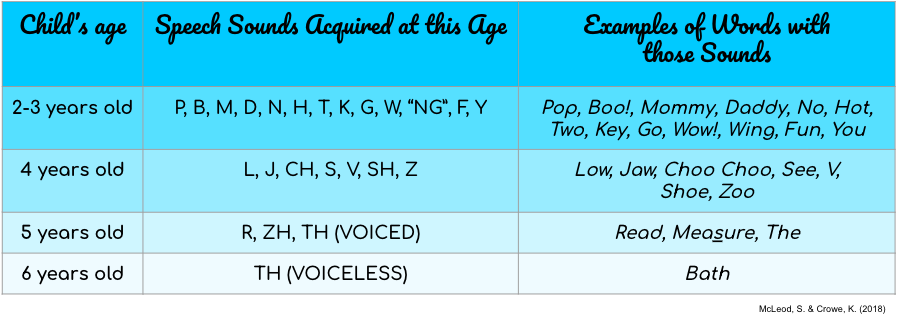 Child's age
Speech Sounds Acquired at this Age
Examples of Words with
those Sounds
2-3 years old
P, B, M, D, N, H, T, K, G, W, “NG”, F, Y
Pop, Boo!, Mommy, Daddy, No, Hot,
Two, Key, Go, Wow!, Wing, Fun, You
4 years old
L, J, CH, S, V, SH, Z
Low, Jaw, Choo Choo, See, V,
Shoe, Zoo
5 years old
R, ZH, TH (VOICED)
Read, Measure, The
6 years old
TH (VOICELESS)
Bath
McLeod, S. & Crowe, K. (2018)